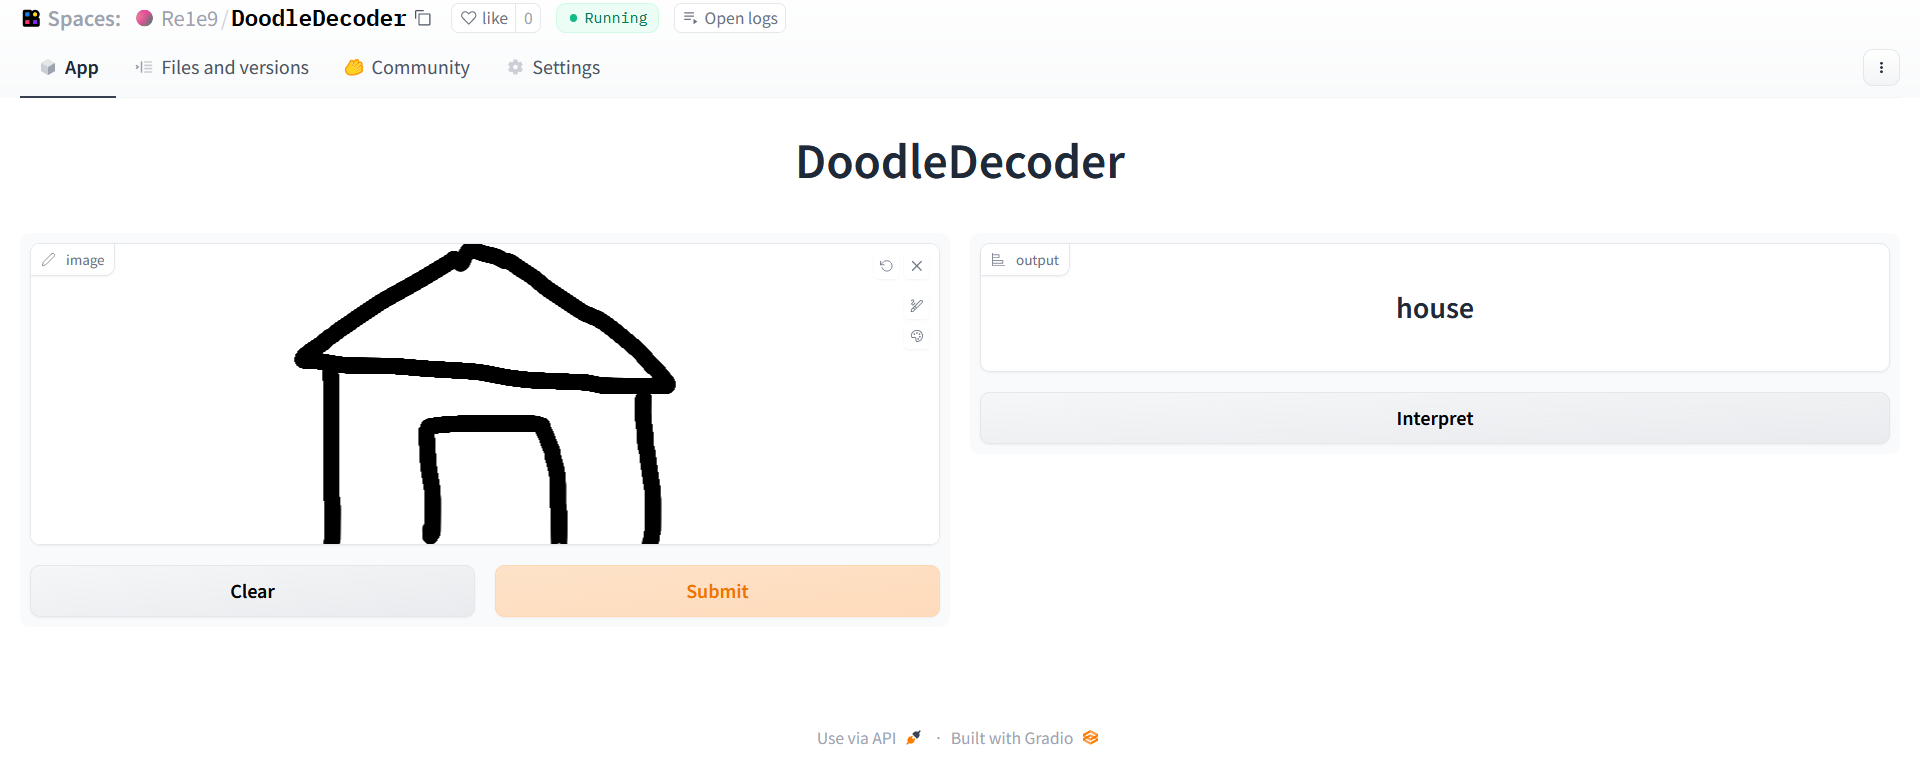 Spaces: Re1e9/DoodleDecoder like 0 Running Open logs
App Files and versions Community Settings
DoodleDecoder
image
output
house
Interpret
Clear Submit
Use via API · Built with Gradio